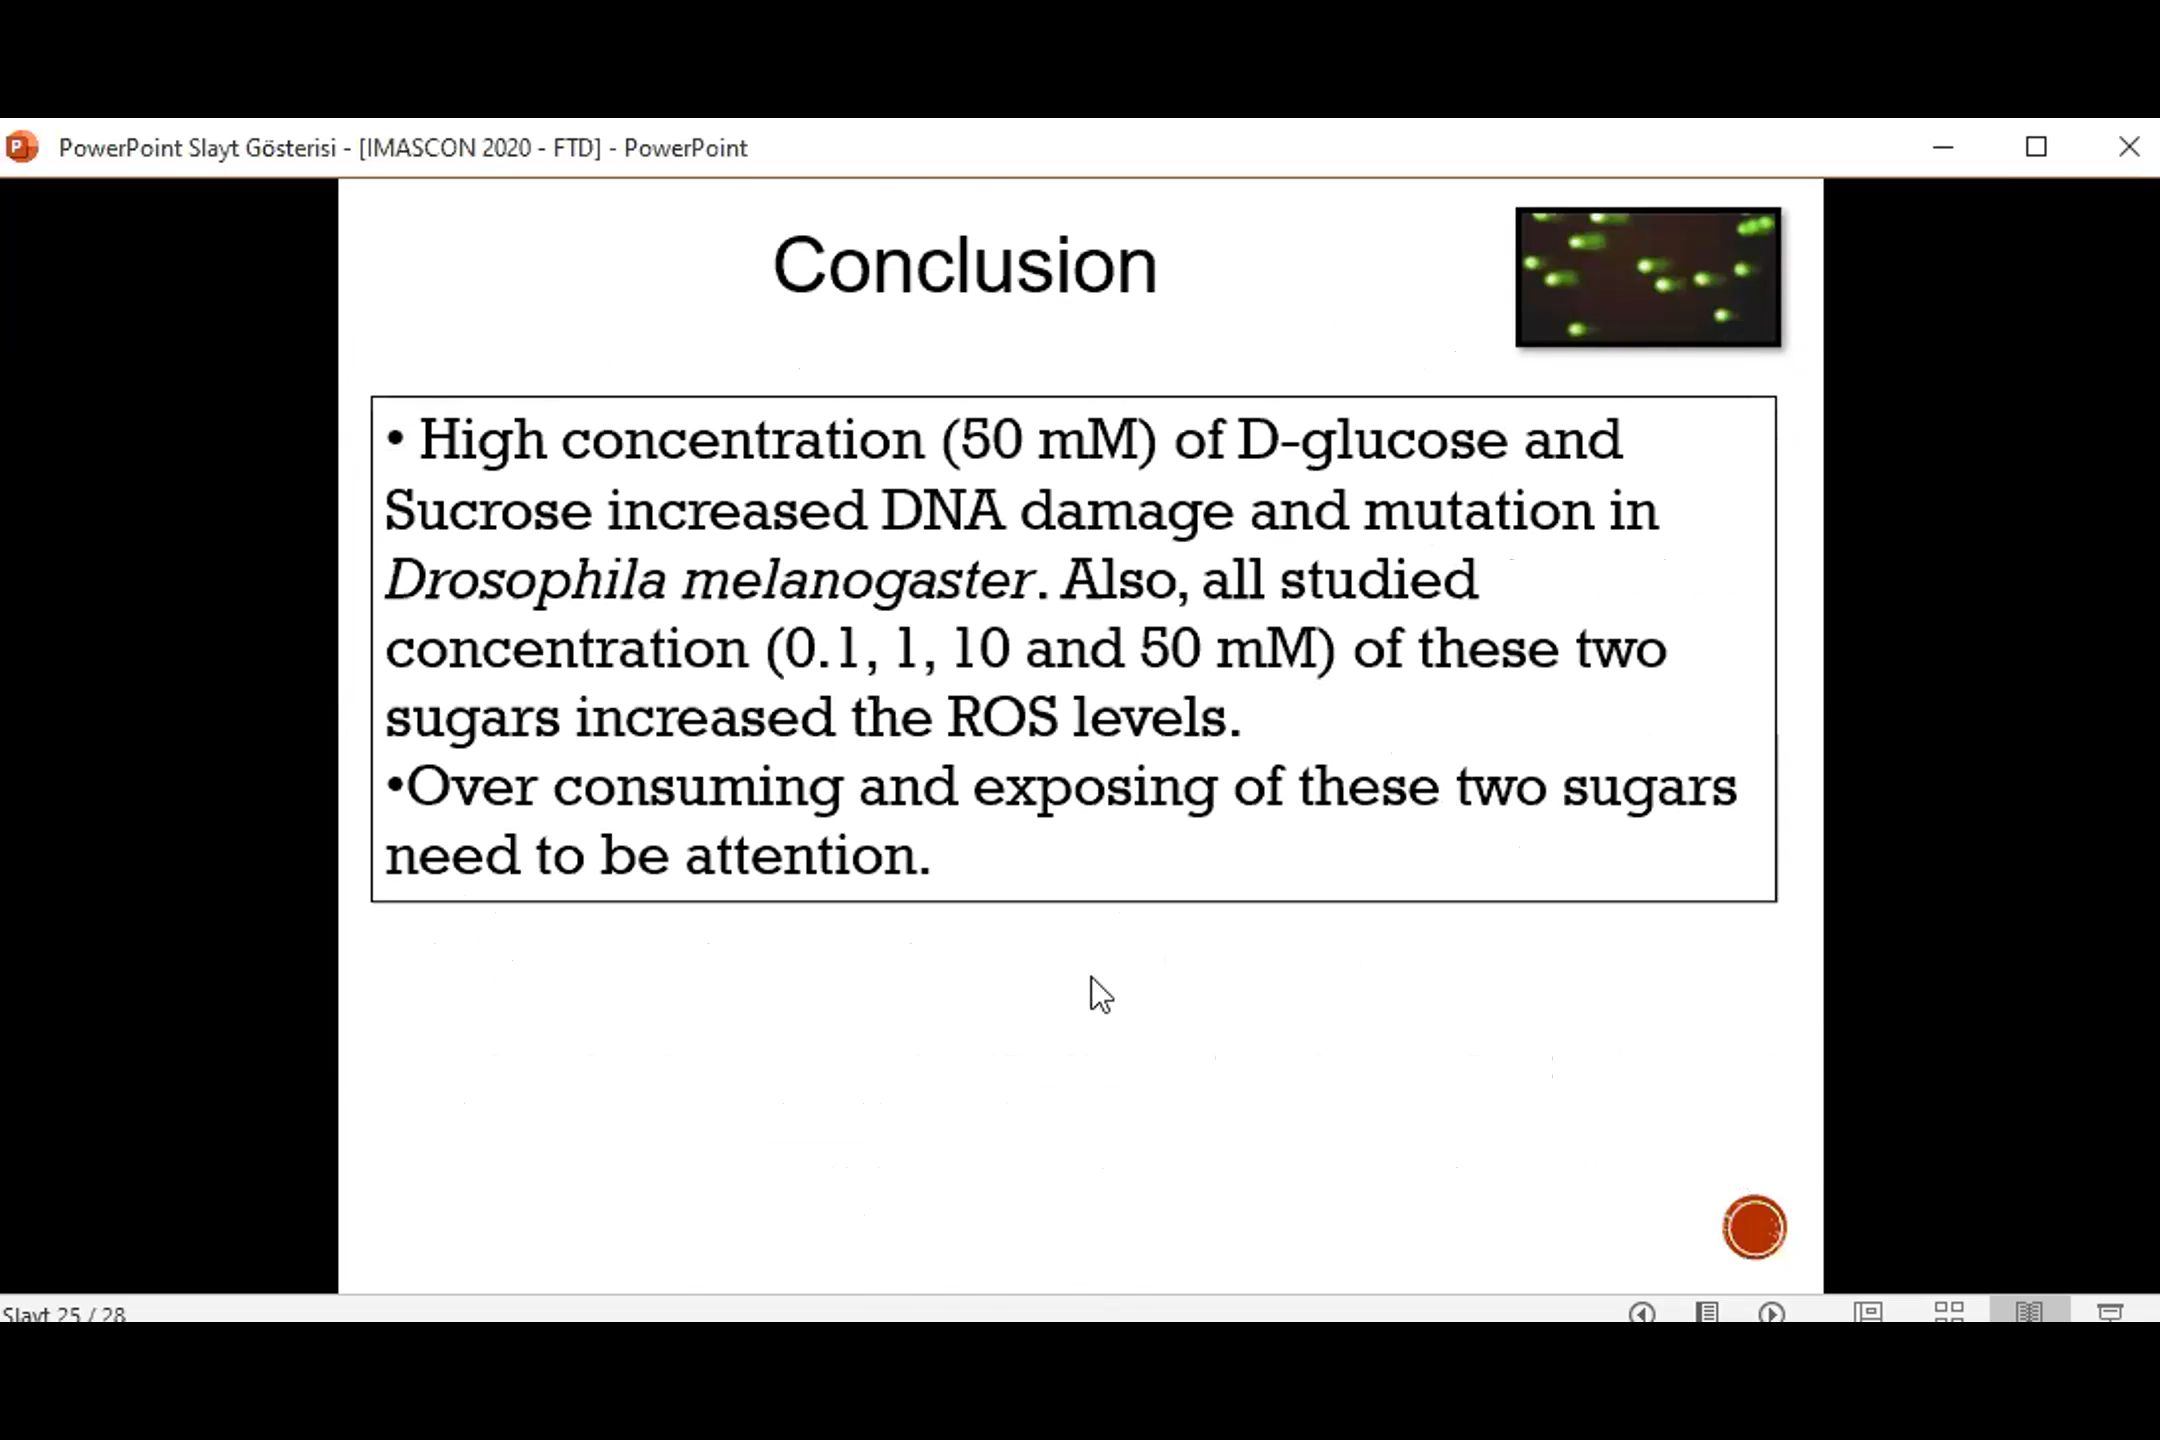 PowerPoint Slayt Gösterisi - [IMASCON 2020 - FTD] - PowerPoint
Conclusion
• High concentration (50 mM) of D-glucose and
Sucrose increased DNA damage and mutation in
Drosophila melanogaster. Also, all studied
concentration (0.1, 1, 10 and 50 mM) of these two
sugars increased the ROS levels.
•Over consuming and exposing of these two sugars
need to be attention.
Slayt 25 / 28